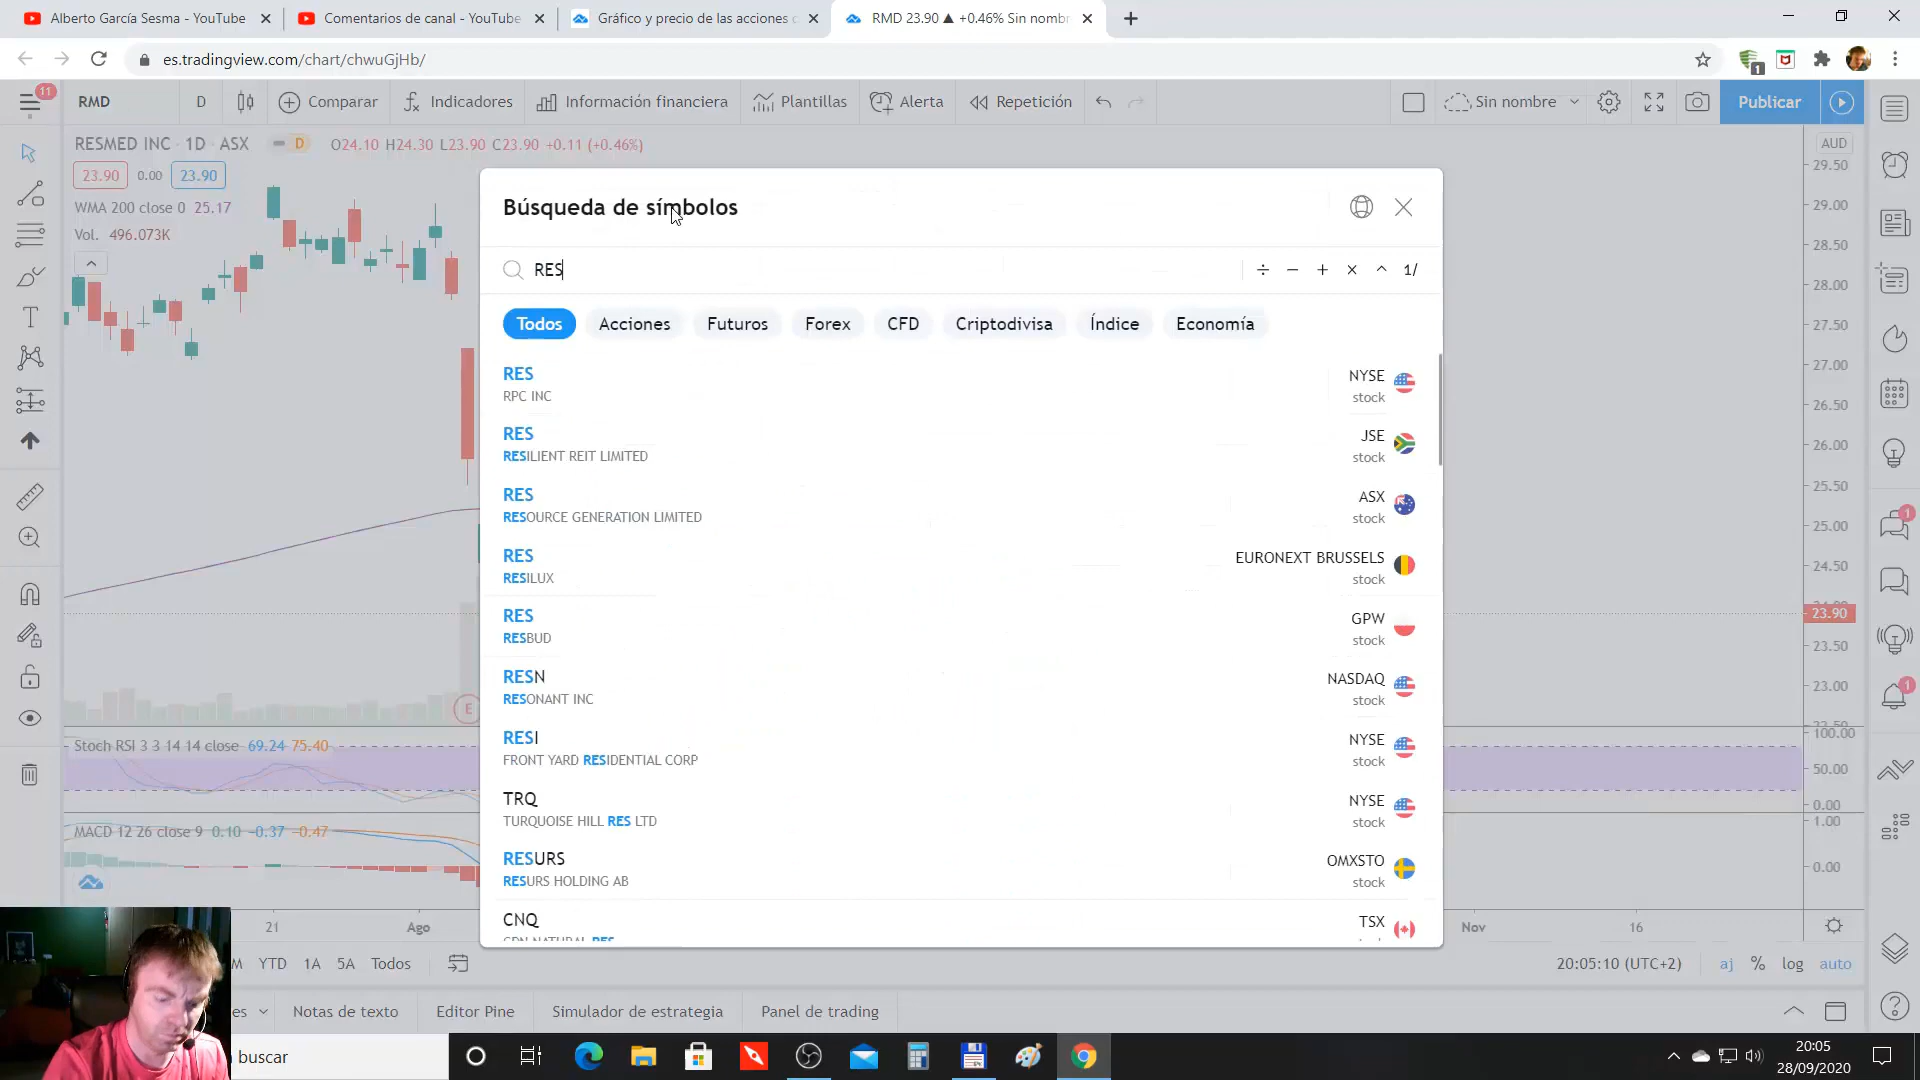 Alberto García Sesma - YouTube
Comentarios de canal - YouTube
Gráfico y precio de las acciones
RMD 23.90 ▲ +0.46% Sin nombr
es.tradingview.com/chart/chwuGjHb/
1
11
RMD
D
Comparar
Indicadores
Información financiera
Plantillas
Alerta
Repetición
Sin nombre
Publicar
RESMED INC · 1D · ASX
D
O24.10 H24.30 L23.90 C23.90 +0.11 (+0.46%)
23.90 0.00 23.90
WMA 200 close 0 25.17
Vol. 496.073K
Búsqueda de símbolos
RES
÷ − + × ^ 1/
Todos
Acciones
Futuros
Forex
CFD
Criptodivisa
Índice
Economía
RES
RPC INC
NYSE
stock
RES
RESILIENT REIT LIMITED
JSE
stock
RES
RESOURCE GENERATION LIMITED
ASX
stock
RES
RESILUX
EURONEXT BRUSSELS
stock
RES
RESBUD
GPW
stock
RESN
RESONANT INC
NASDAQ
stock
RESI
FRONT YARD RESIDENTIAL CORP
NYSE
stock
TRQ
TURQUOISE HILL RES LTD
NYSE
stock
RESURS
RESURS HOLDING AB
OMXSTO
stock
CNQ
CDN NATURAL RES
TSX
E
Stoch RSI 3 3 14 14 close 69.24 75.40
MACD 12 26 close 9 0.10 -0.37 -0.47
AUD
29.50
29.00
28.50
28.00
27.50
27.00
26.50
26.00
25.50
25.00
24.50
23.90
23.50
23.00
100.00
50.00
0.00
1.00
0.00
1
1
21
Ago
Nov
16
M
YTD
1A
5A
Todos
20:05:10 (UTC+2)
aj
%
log
auto
es
Notas de texto
Editor Pine
Simulador de estrategia
Panel de trading
buscar
20:05
28/09/2020